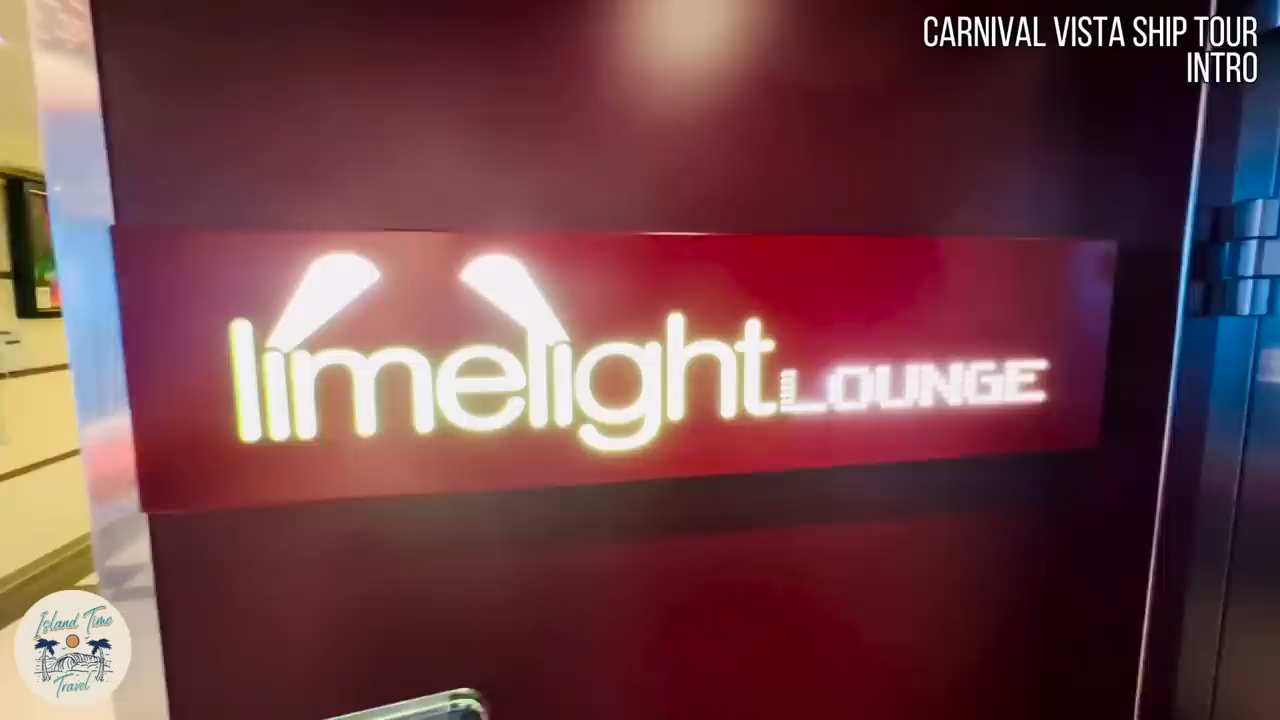 CARNIVAL VISTA SHIP TOUR
INTRO
limelight LOUNGE
Island Time
Travel